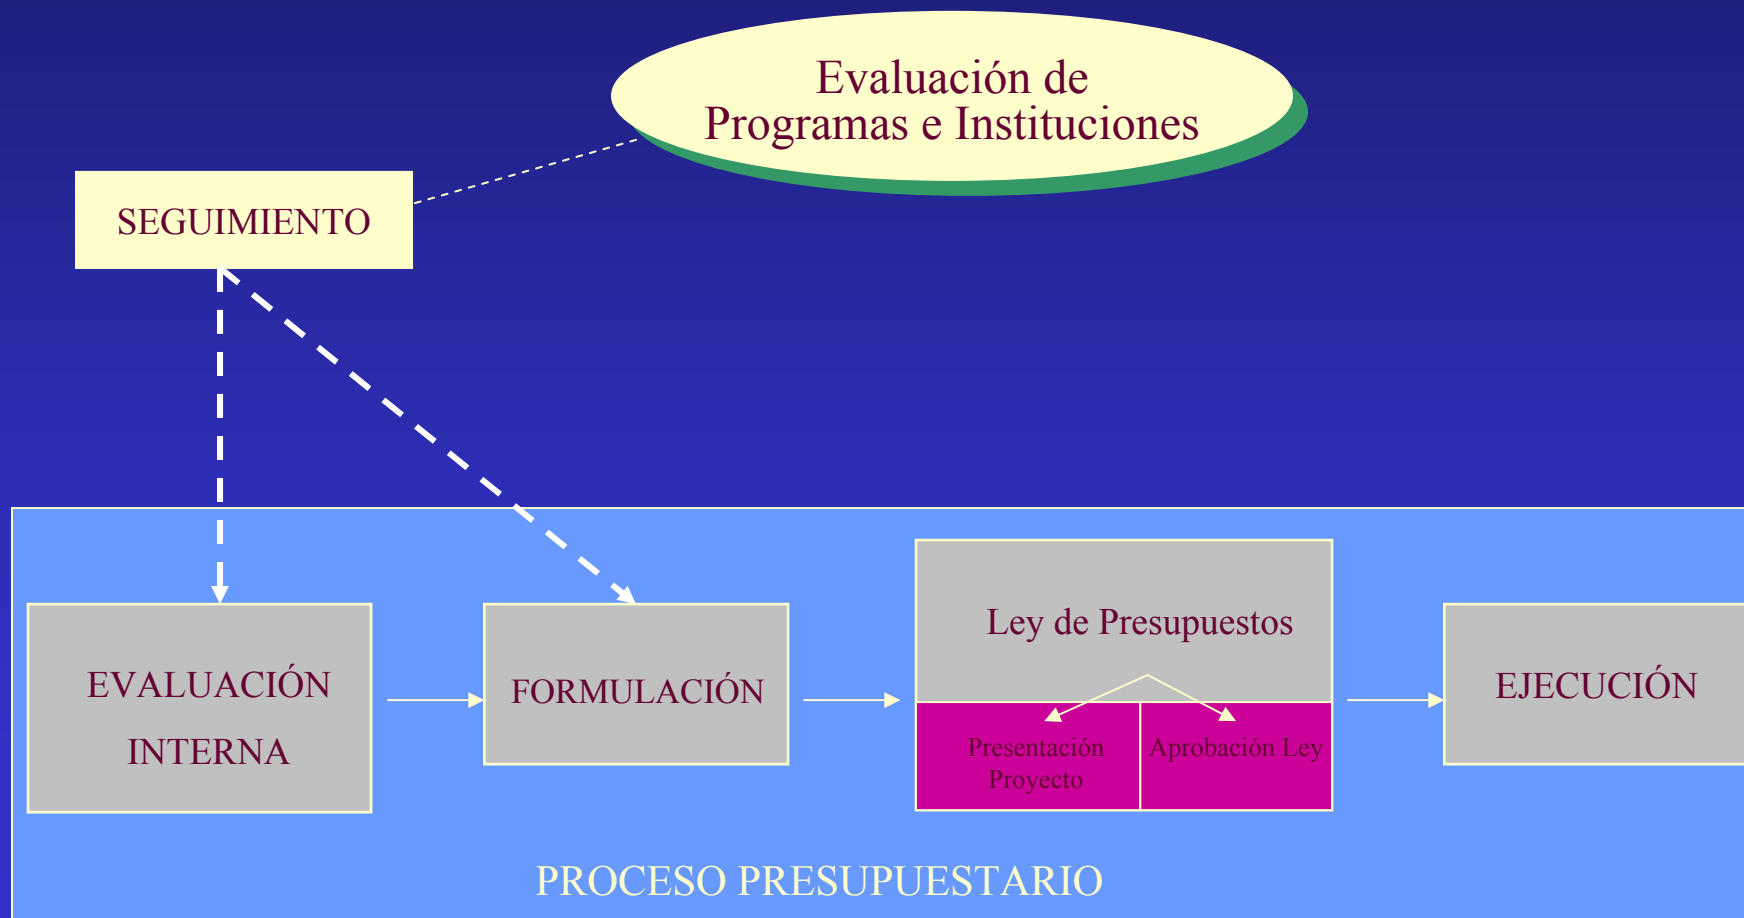 Evaluación de
Programas e Instituciones
SEGUIMIENTO
EVALUACIÓN
INTERNA
FORMULACIÓN
Ley de Presupuestos
Presentación
Proyecto
Aprobación Ley
EJECUCIÓN
PROCESO PRESUPUESTARIO